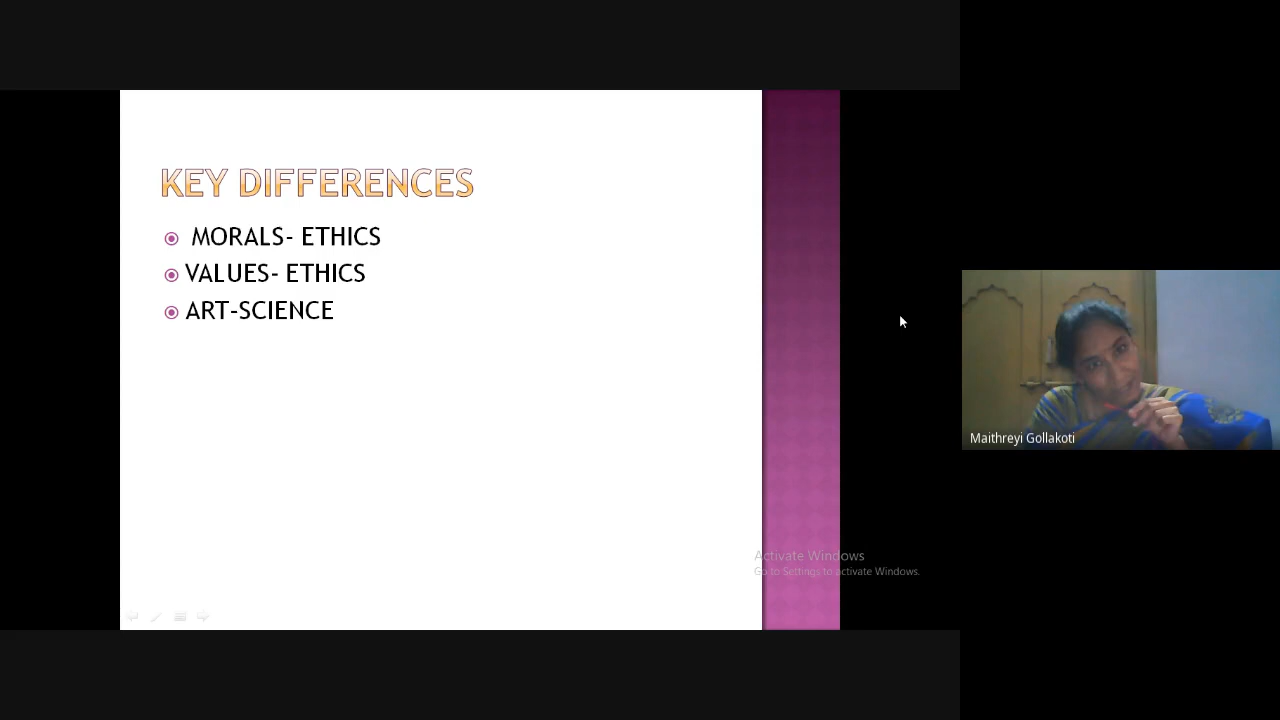 KEY DIFFERENCES
MORALS- ETHICS
VALUES- ETHICS
ART-SCIENCE
Maithreyi Gollakoti
Activate Windows
Go to Settings to activate Windows.